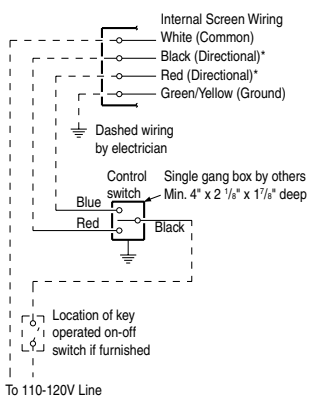 Internal Screen Wiring
White (Common)
Black (Directional)*
Red (Directional)*
Green/Yellow (Ground)
Dashed wiring
by electrician
Control
switch
Single gang box by others
Min. 4" x 2 1/8" x 17/8" deep
Blue
Red
Black
Location of key
operated on-off
switch if furnished
To 110-120V Line